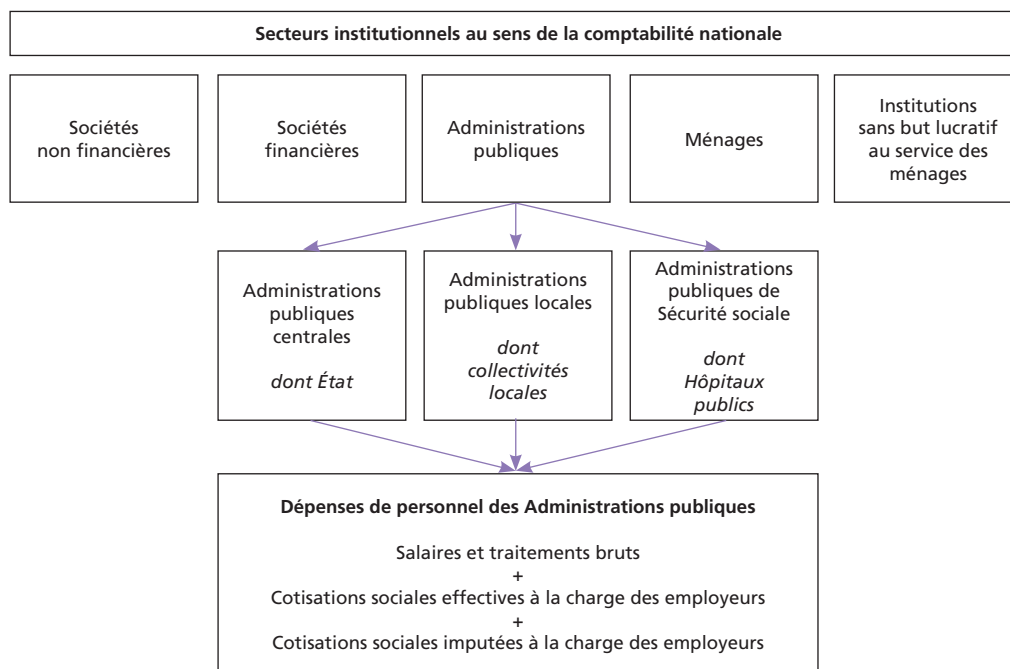 Secteurs institutionnels au sens de la comptabilité nationale
Sociétés
non financières
Sociétés
financières
Administrations
publiques
Ménages
Institutions
sans but lucratif
au service des
ménages
Administrations
publiques
centrales
dont État
Administrations
publiques locales
dont
collectivités
locales
Administrations
publiques de
Sécurité sociale
dont
Hôpitaux
publics
Dépenses de personnel des Administrations publiques
Salaires et traitements bruts
+
Cotisations sociales effectives à la charge des employeurs
+
Cotisations sociales imputées à la charge des employeurs